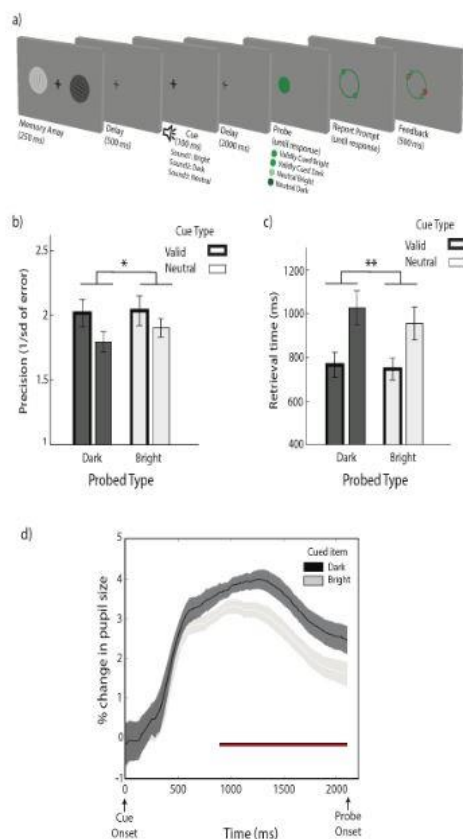 a)
Memory Array
(250 ms)
Delay
(500 ms)
Cue
(100 ms)
Sound1: Bright
Sound2: Dark
Sound3: Neutral
Delay
(2000 ms)
Probe
(until response)
Validly Cued Bright
Validly Cued Dark
Neutral Bright
Neutral Dark
Report Prompt
(until response)
Feedback
(500 ms)
b)
Cue Type
Valid
Neutral
*
Precision (1/sd of error)
2.5
2
1.5
1
Dark
Bright
Probed Type
c)
Cue Type
Valid
Neutral
**
Retrieval time (ms)
1200
1000
800
600
400
Dark
Bright
Probed Type
d)
Cued item
Dark
Bright
% change in pupil size
5
4
3
2
1
0
-1
0
500
1000
1500
2000
Cue
Onset
Time (ms)
Probe
Onset